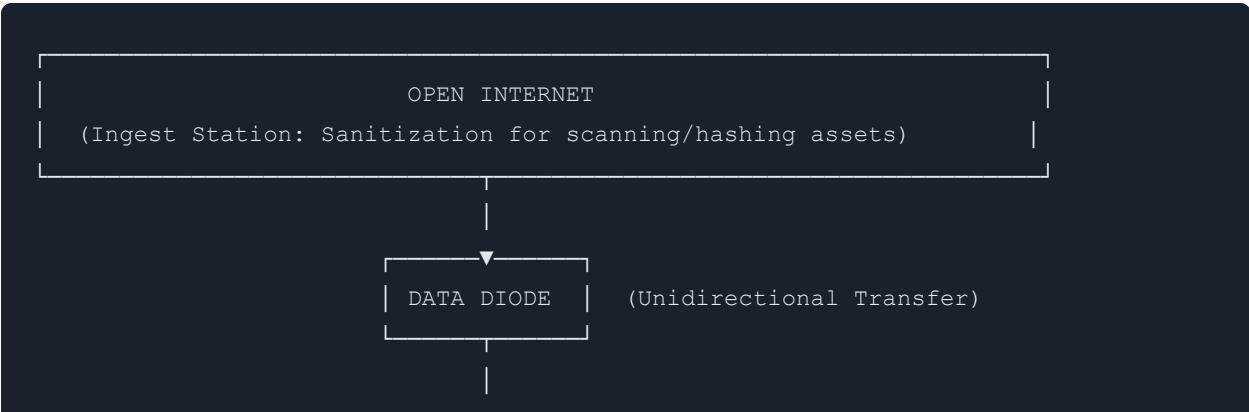 OPEN INTERNET
(Ingest Station: Sanitization for scanning/hashing assets)
DATA DIODE (Unidirectional Transfer)